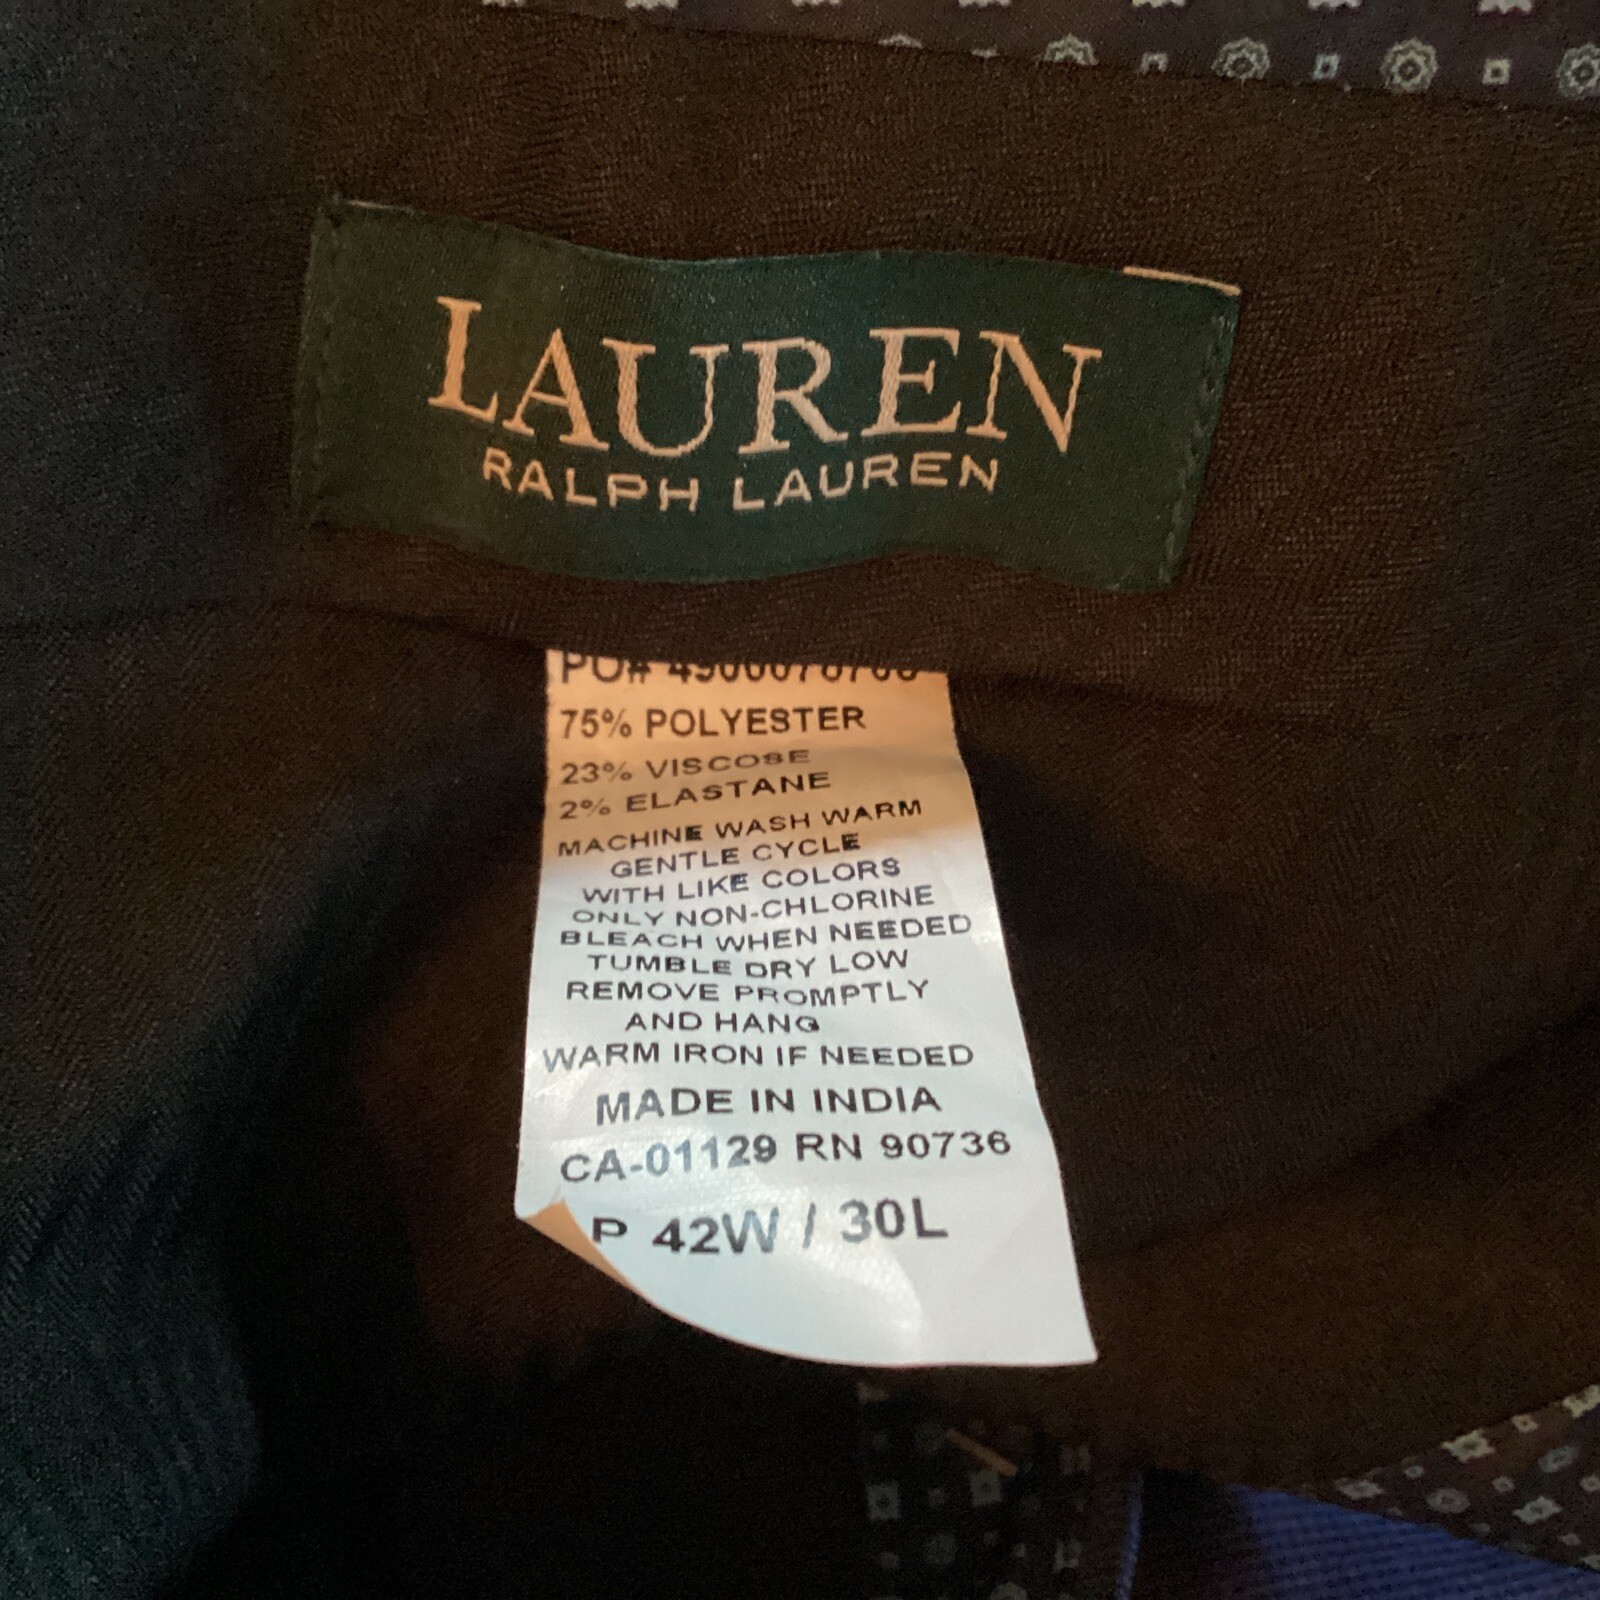 LAUREN
RALPH LAUREN
PO#
75% POLYESTER
23% VISCOSE
2% ELASTANE
MACHINE WASH WARM
GENTLE CYCLE
WITH LIKE COLORS
ONLY NON-CHLORINE
BLEACH WHEN NEEDED
TUMBLE DRY LOW
REMOVE PROMPTLY
AND HANG
WARM IRON IF NEEDED
MADE IN INDIA
CA-01129 RN 90736
P 42W / 30L